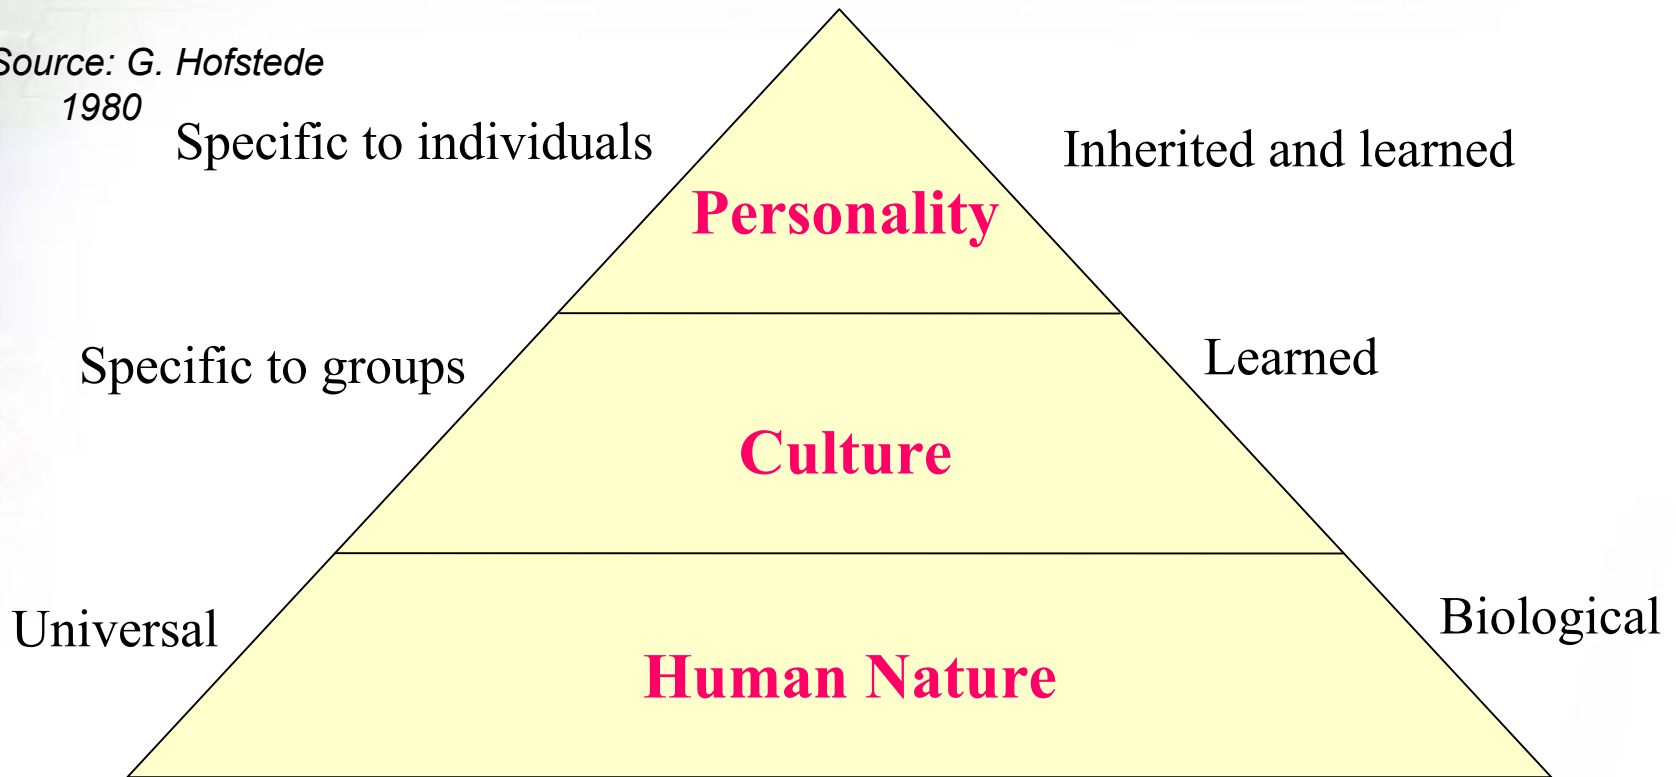 Source: G. Hofstede
1980
Specific to individuals
Inherited and learned
Personality
Specific to groups
Learned
Culture
Universal
Biological
Human Nature